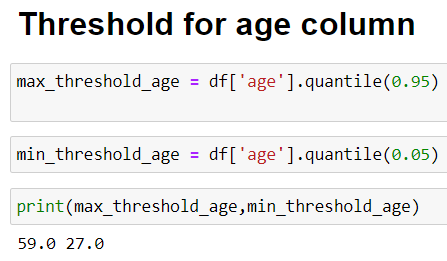 Threshold for age column
max_threshold_age = df['age'].quantile(0.95)
min_threshold_age = df['age'].quantile(0.05)
print(max_threshold_age,min_threshold_age)
59.0 27.0